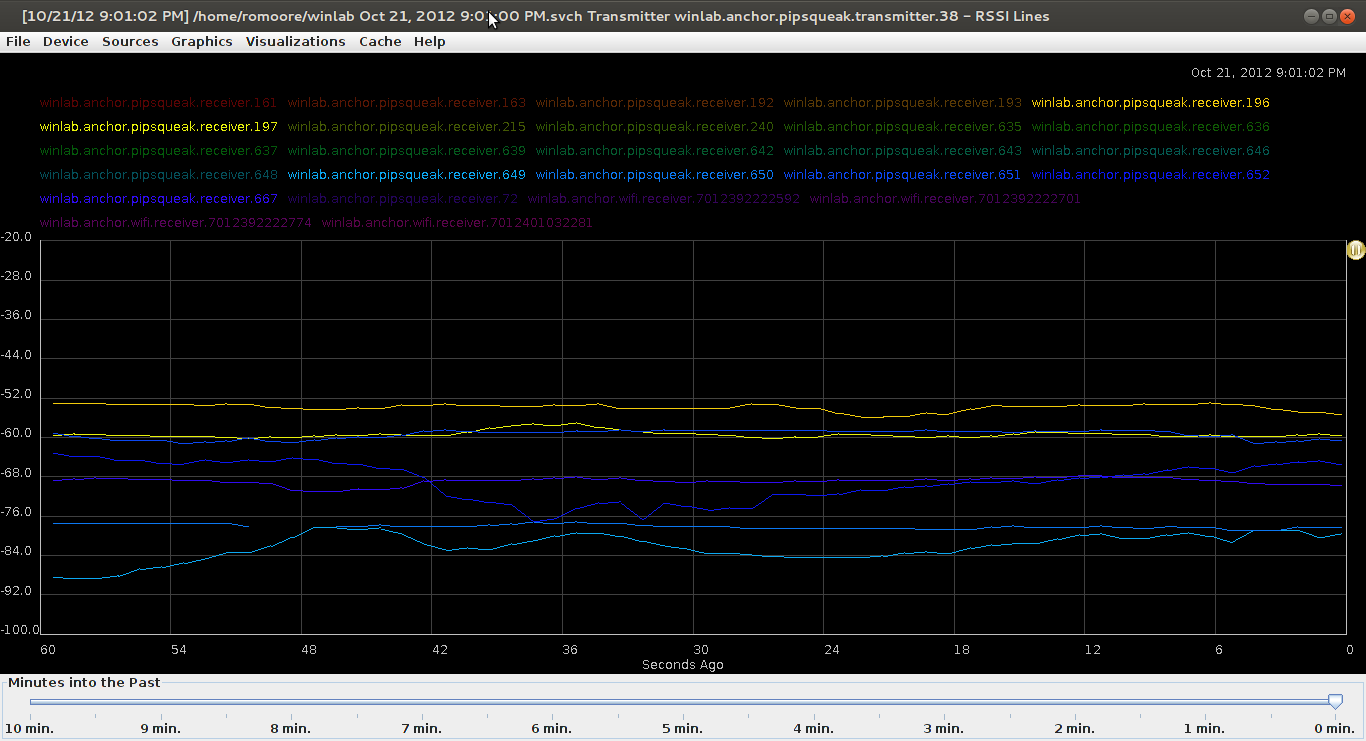 [10/21/12 9:01:02 PM] /home/romoore/winlab Oct 21, 2012 9:01:00 PM.svch Transmitter winlab.anchor.pipsqueak.transmitter.38 – RSSI Lines
File Device Sources Graphics Visualizations Cache Help
Oct 21, 2012 9:01:02 PM
winlab.anchor.pipsqueak.receiver.161 winlab.anchor.pipsqueak.receiver.163 winlab.anchor.pipsqueak.receiver.192 winlab.anchor.pipsqueak.receiver.193 winlab.anchor.pipsqueak.receiver.196
winlab.anchor.pipsqueak.receiver.197 winlab.anchor.pipsqueak.receiver.215 winlab.anchor.pipsqueak.receiver.240 winlab.anchor.pipsqueak.receiver.635 winlab.anchor.pipsqueak.receiver.636
winlab.anchor.pipsqueak.receiver.637 winlab.anchor.pipsqueak.receiver.639 winlab.anchor.pipsqueak.receiver.642 winlab.anchor.pipsqueak.receiver.643 winlab.anchor.pipsqueak.receiver.646
winlab.anchor.pipsqueak.receiver.648 winlab.anchor.pipsqueak.receiver.649 winlab.anchor.pipsqueak.receiver.650 winlab.anchor.pipsqueak.receiver.651 winlab.anchor.pipsqueak.receiver.652
winlab.anchor.pipsqueak.receiver.667 winlab.anchor.pipsqueak.receiver.72 winlab.anchor.wifi.receiver.7012392222592 winlab.anchor.wifi.receiver.7012392222701
winlab.anchor.wifi.receiver.7012392222774 winlab.anchor.wifi.receiver.7012401032281
-20.0
-28.0
-36.0
-44.0
-52.0
-60.0
-68.0
-76.0
-84.0
-92.0
-100.0
60 54 48 42 36 30 24 18 12 6 0
Seconds Ago
Minutes into the Past
10 min. 9 min. 8 min. 7 min. 6 min. 5 min. 4 min. 3 min. 2 min. 1 min. 0 min.